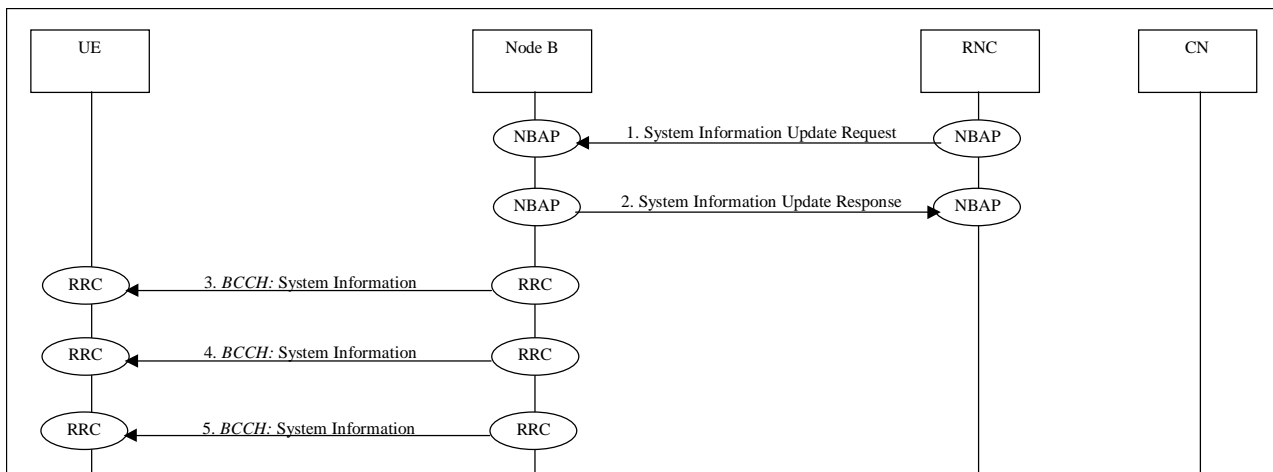 UE
Node B
RNC
CN
NBAP
1. System Information Update Request
NBAP
NBAP
2. System Information Update Response
NBAP
RRC
3. BCCH: System Information
RRC
RRC
4. BCCH: System Information
RRC
RRC
5. BCCH: System Information
RRC